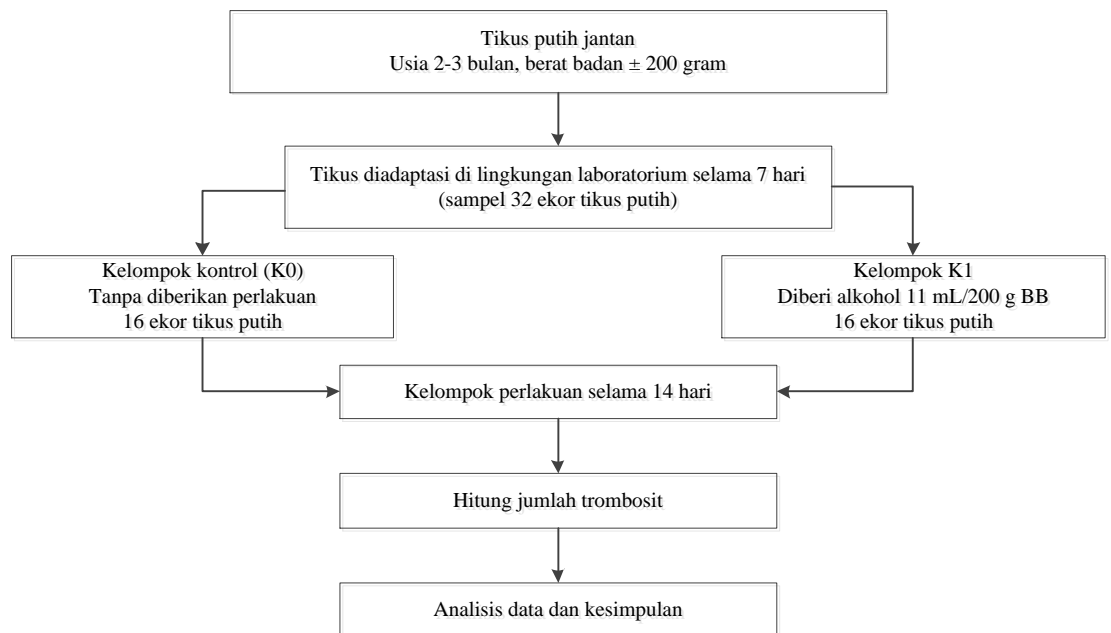 Tikus putih jantan
Usia 2-3 bulan, berat badan ± 200 gram
Tikus diadaptasi di lingkungan laboratorium selama 7 hari
(sampel 32 ekor tikus putih)
Kelompok kontrol (K0)
Tanpa diberikan perlakuan
16 ekor tikus putih
Kelompok K1
Diberi alkohol 11 mL/200 g BB
16 ekor tikus putih
Kelompok perlakuan selama 14 hari
Hitung jumlah trombosit
Analisis data dan kesimpulan